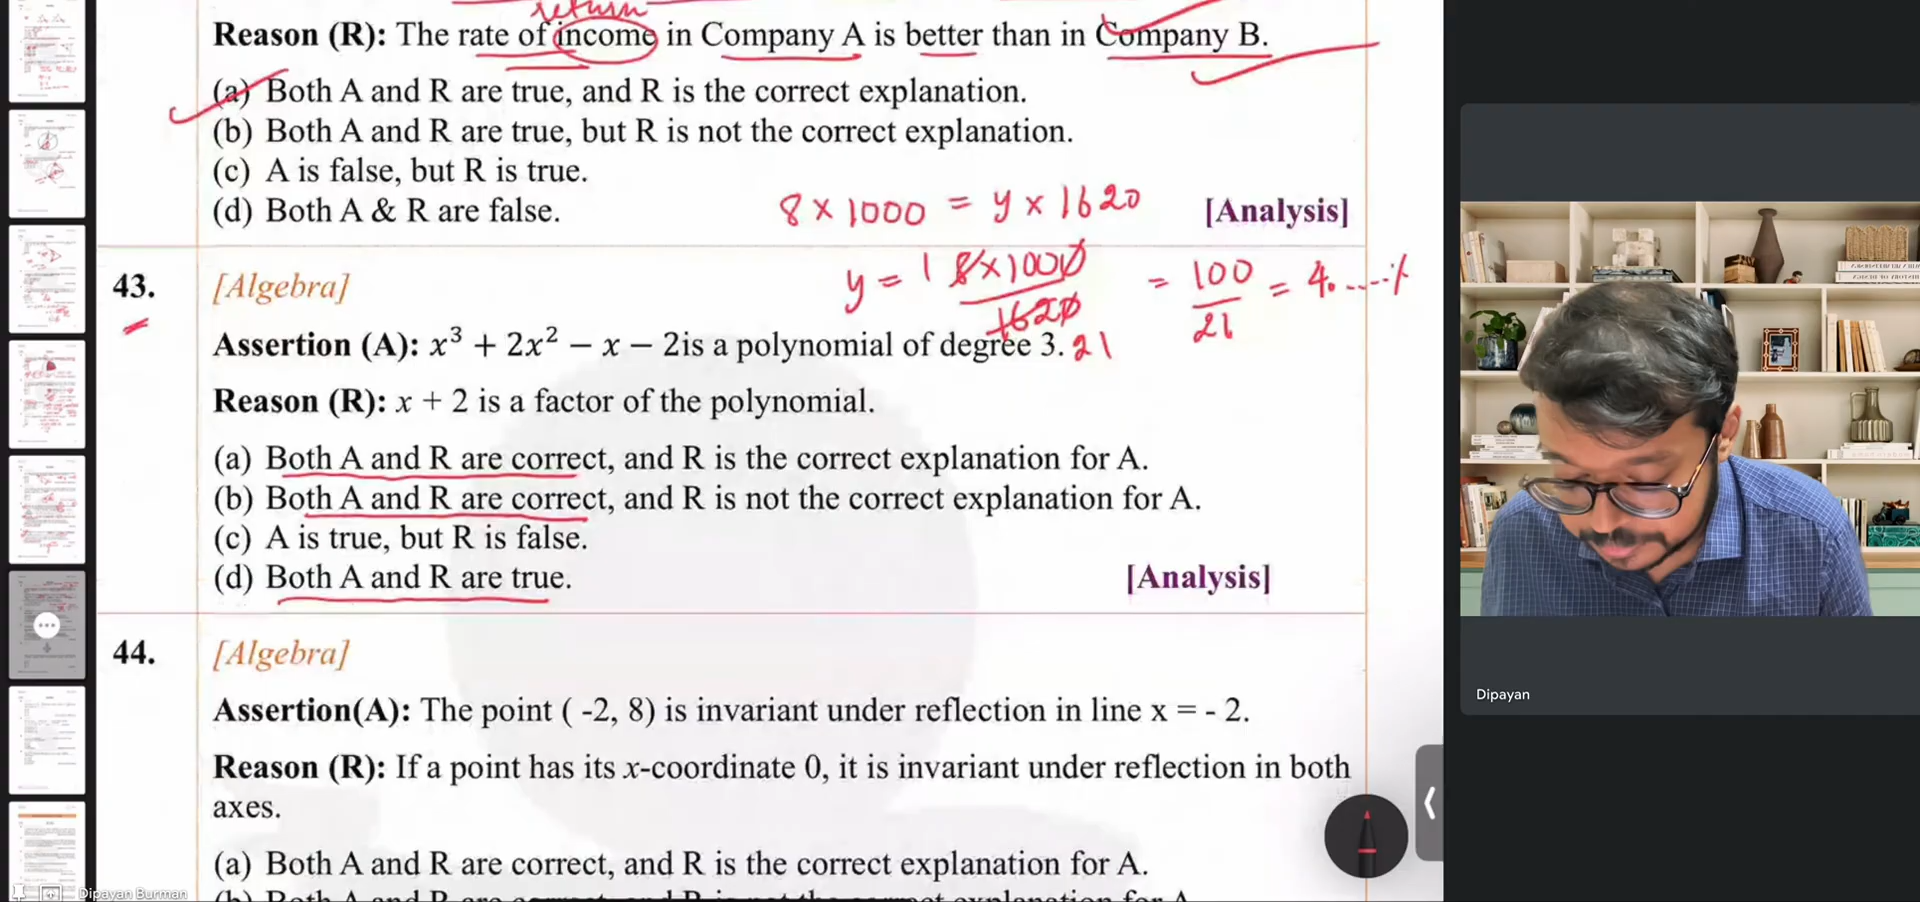 return
Reason (R): The rate of income in Company A is better than in Company B.
(a) Both A and R are true, and R is the correct explanation.
(b) Both A and R are true, but R is not the correct explanation.
(c) A is false, but R is true.
(d) Both A & R are false.
8 × 1000 = y × 1620
[Analysis]
43.
[Algebra]
y = 1 8×1000 / 1620 21 = 100 / 21 = 4.....%
Assertion (A): x³ + 2x² − x − 2is a polynomial of degree 3.
Reason (R): x + 2 is a factor of the polynomial.
(a) Both A and R are correct, and R is the correct explanation for A.
(b) Both A and R are correct, and R is not the correct explanation for A.
(c) A is true, but R is false.
(d) Both A and R are true.
[Analysis]
44.
[Algebra]
Assertion(A): The point ( -2, 8) is invariant under reflection in line x = - 2.
Reason (R): If a point has its x-coordinate 0, it is invariant under reflection in both
axes.
(a) Both A and R are correct, and R is the correct explanation for A.
Dipayan Burman
Dipayan